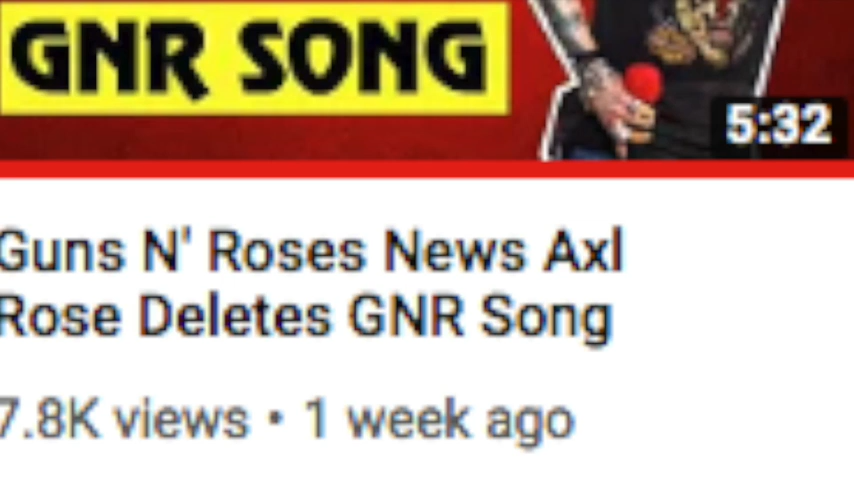 GNR SONG
5:32
Guns N' Roses News Axl
Rose Deletes GNR Song
7.8K views • 1 week ago